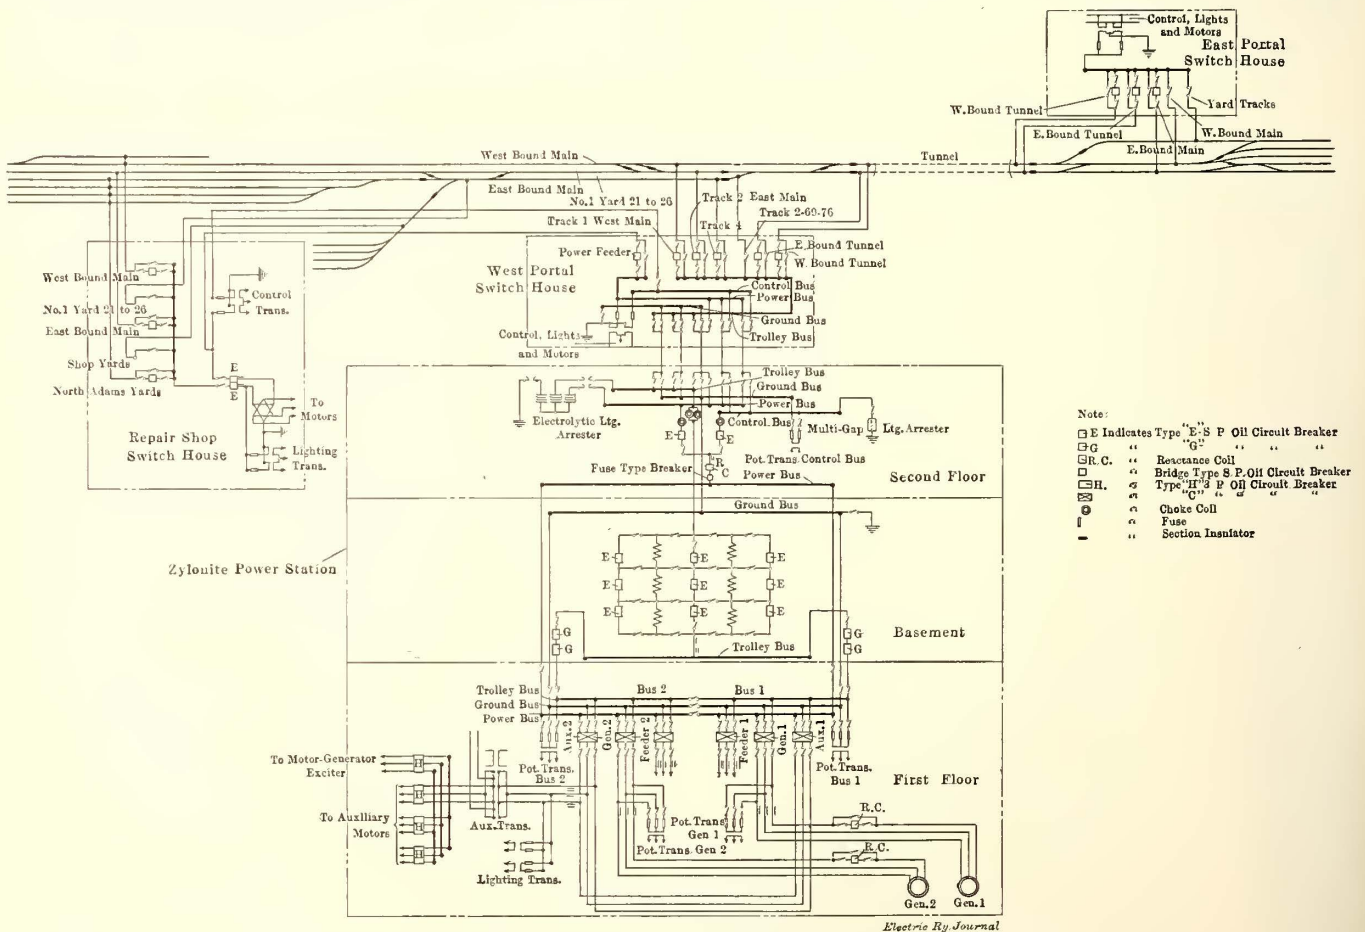 Control, Lights
and Motors
East Portal
Switch House
W. Bound Tunnel
Yard Tracks
E. Bound Tunnel
W. Bound Main
E. Bound Main
West Bound Main
Tunnel
East Bound Main
No.1 Yard 21 to 26
Track 2 East Main
Track 1 West Main
Track 4
Track 2-60-76
Power Feeder
E. Bound Tunnel
W. Bound Tunnel
West Portal
Switch House
Control Bus
Power Bus
Ground Bus
Trolley Bus
Control, Lights
and Motors
West Bound Main
Control
Trans.
No.1 Yard 21 to 26
East Bound Main
Shop Yards
North Adams Yards
E
E
To
Motors
Repair Shop
Switch House
Lighting
Trans.
Trolley Bus
Ground Bus
Power Bus
Electrolytic Ltg.
Arrester
Control Bus
Multi-Gap Ltg. Arrester
E
E
Pot. Trans. Control Bus
Fuse Type Breaker
R
C
Power Bus
Second Floor
Ground Bus
Zylonite Power Station
E E E
E E E
E E E
G G
G G
Basement
Trolley Bus
Trolley Bus
Bus 2
Bus 1
Ground Bus
Power Bus
Aux.2
Gen.2
Feeder 2
Feeder 1
Gen.1
Aux.1
Pot. Trans.
Bus 2
Pot. Trans.
Bus 1
First Floor
To Motor-Generator
Exciter
H
H
To Auxiliary
Motors
H
H
Aux. Trans.
Lighting Trans.
Pot. Trans
Gen 1
Pot. Trans. Gen 2
R.C.
R.C.
Gen.2
Gen.1
Note:
E Indicates Type "E"-S P Oil Circuit Breaker
G " "G" " " "
R.C. " Reactance Coil
" Bridge Type S.P. Oil Circuit Breaker
H. " Type "H" 3 P Oil Circuit Breaker
" "C" " " " "
" Choke Coil
" Fuse
" Section Insulator
Electric Ry. Journal